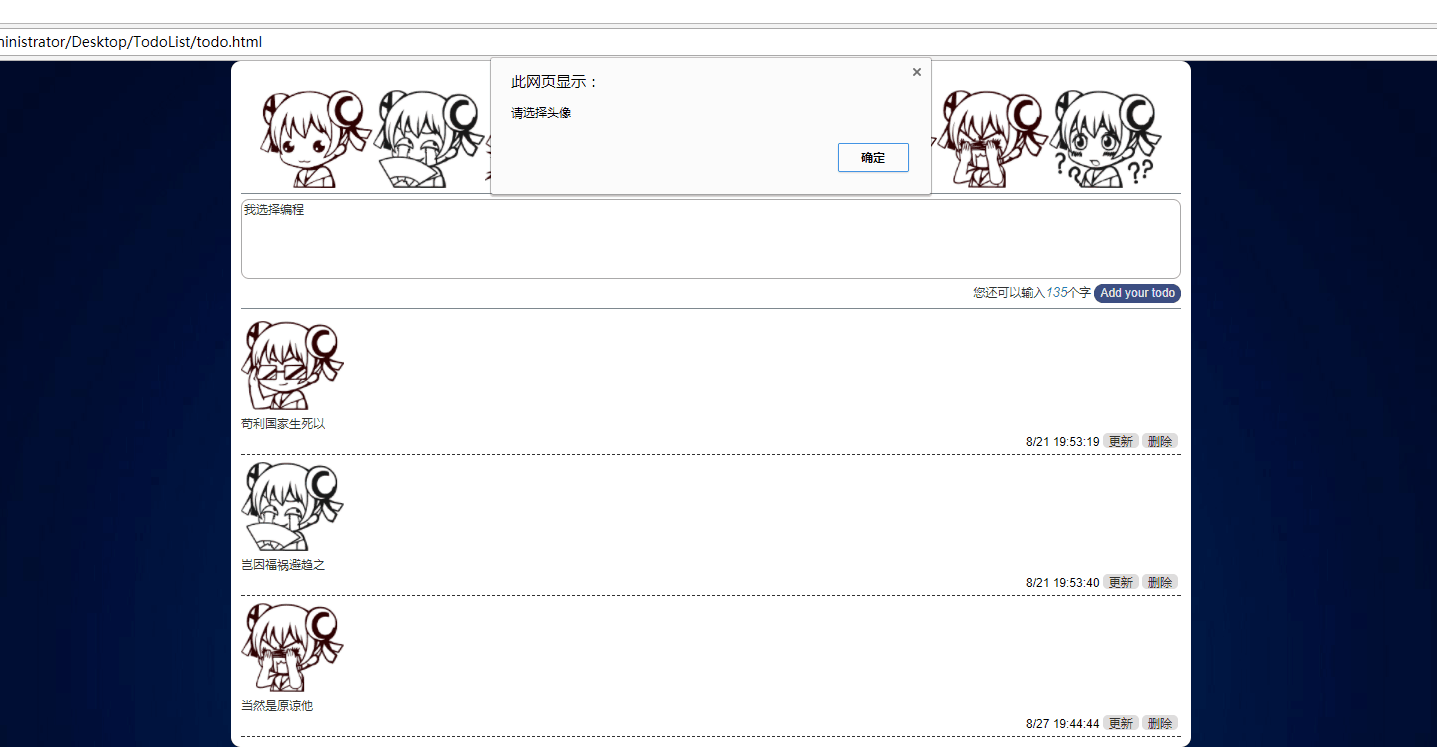 ninistrator/Desktop/TodoList/todo.html
此网页显示：
×
请选择头像
确定
?? ??
我选择编程
您还可以输入135个字 Add your todo
苟利国家生死以
8/21 19:53:19 更新 删除
岂因福祸避趋之
8/21 19:53:40 更新 删除
当然是原谅他
8/27 19:44:44 更新 删除